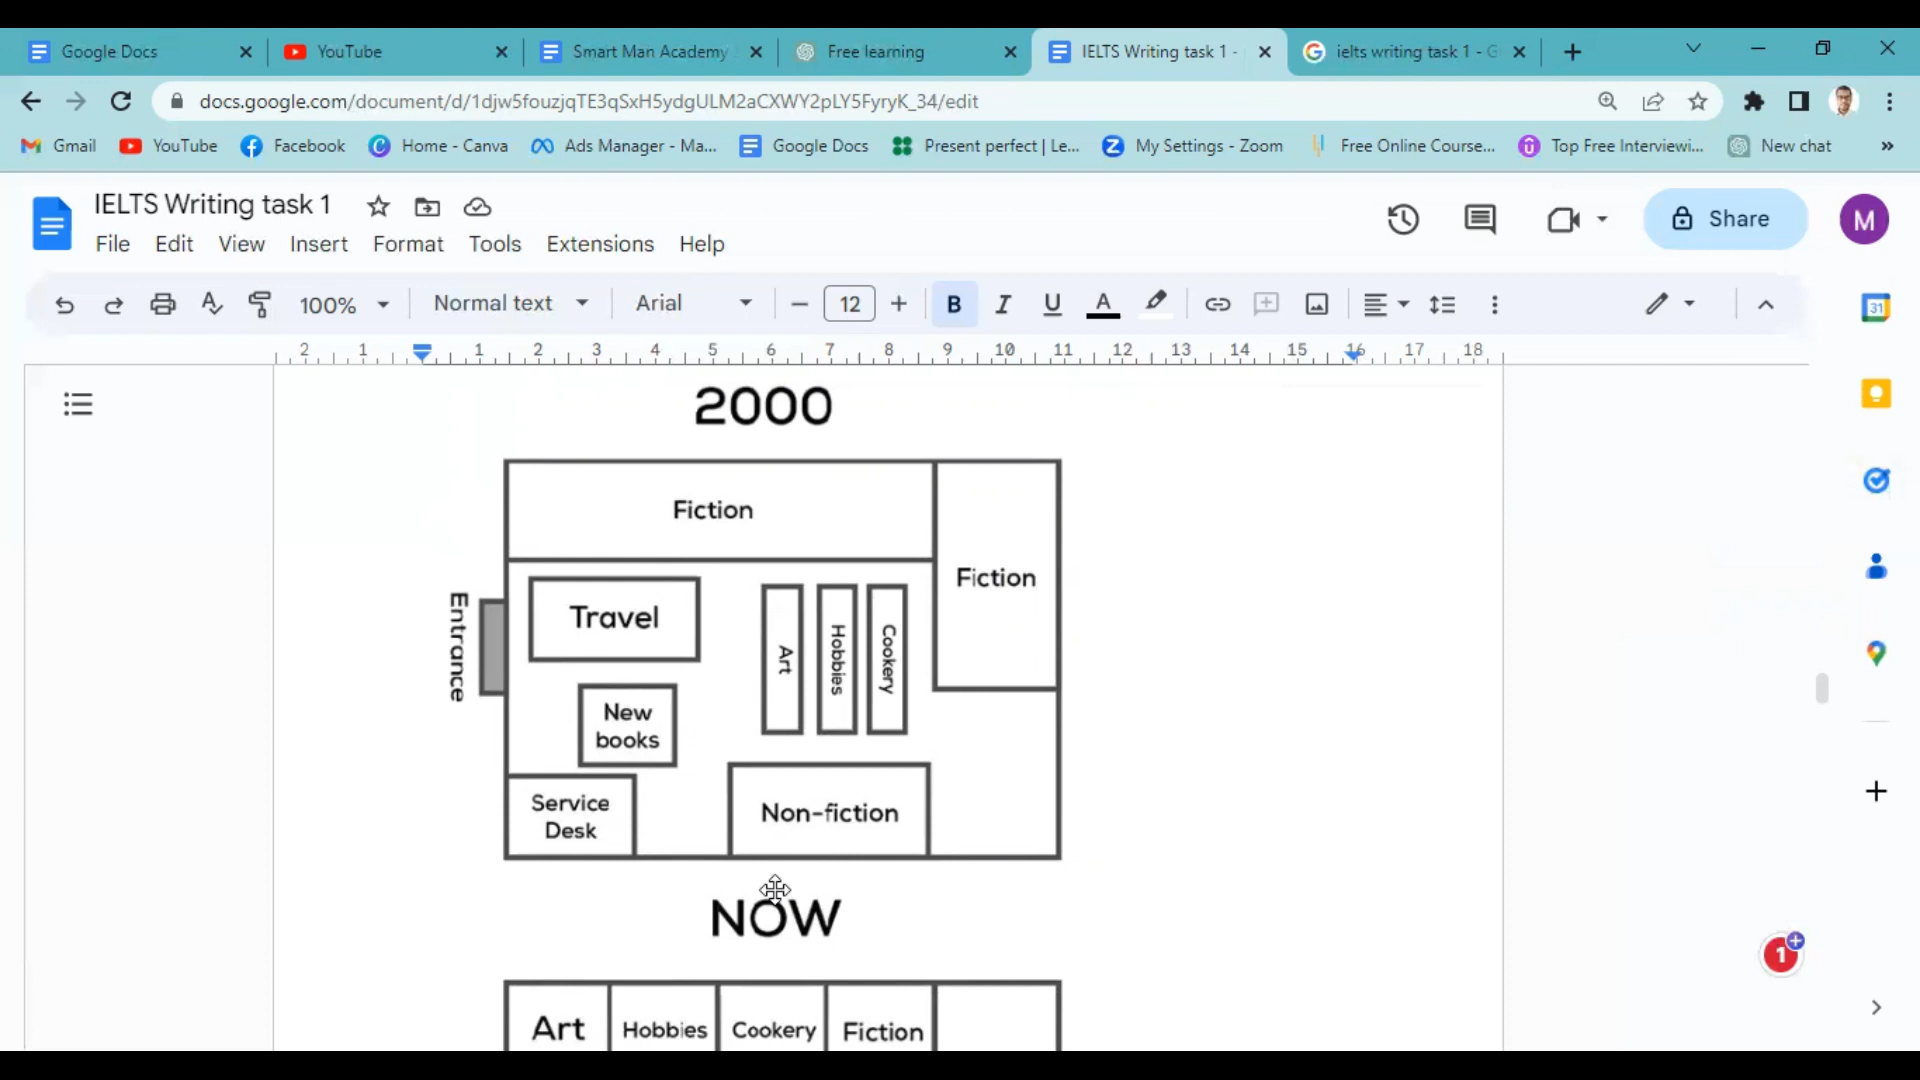 Google Docs
YouTube
Smart Man Academy
Free learning
IELTS Writing task 1 -
ielts writing task 1 - G
docs.google.com/document/d/1djw5fouzjqTE3qSxH5ydgULM2aCXWY2pLY5FyryK_34/edit
Gmail
YouTube
Facebook
Home - Canva
Ads Manager - Ma...
Google Docs
Present perfect | Le...
My Settings - Zoom
Free Online Course...
Top Free Interviewi...
New chat
»
IELTS Writing task 1
File Edit View Insert Format Tools Extensions Help
Share
M
100%
Normal text
Arial
12
B I U A
31
2 1 1 2 3 4 5 6 7 8 9 10 11 12 13 14 15 16 17 18
2000
Fiction
Fiction
Entrance
Travel
Art
Hobbies
Cookery
New
books
Service
Desk
Non-fiction
NOW
1
Art Hobbies Cookery Fiction